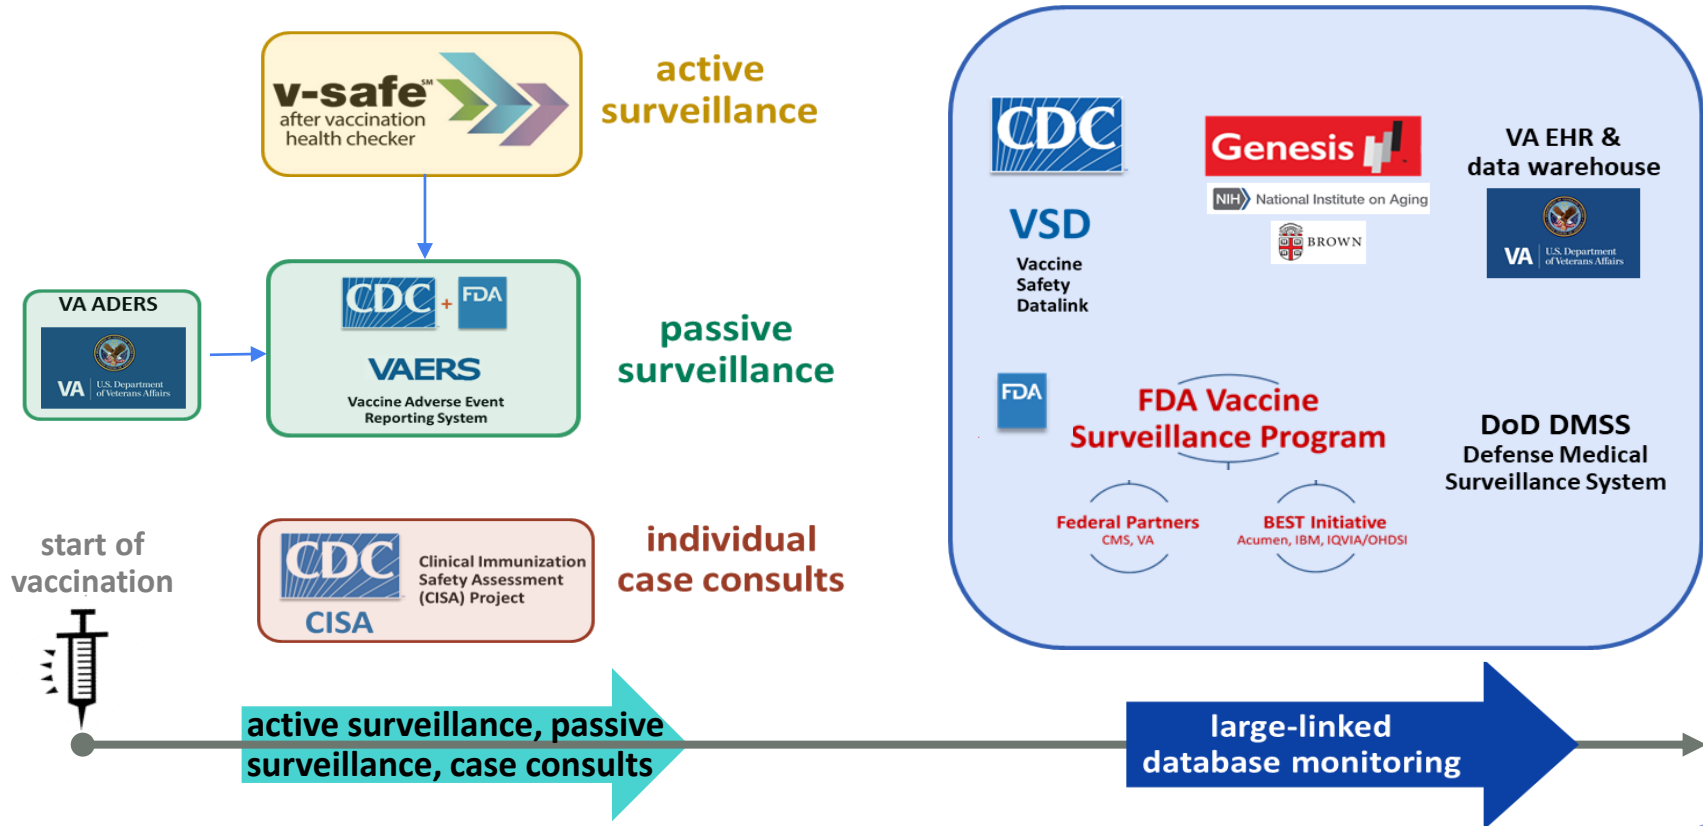 v-safe℠
after vaccination
health checker
active
surveillance
VA ADERS
VA
U.S. Department
of Veterans Affairs
CDC + FDA
VAERS
Vaccine Adverse Event
Reporting System
passive
surveillance
CDC
CISA
Clinical Immunization
Safety Assessment
(CISA) Project
individual
case consults
CDC
VSD
Vaccine
Safety
Datalink
Genesis
NIH National Institute on Aging
BROWN
VA EHR &
data warehouse
VA
U.S. Department
of Veterans Affairs
FDA
FDA Vaccine
Surveillance Program
Federal Partners
CMS, VA
BEST Initiative
Acumen, IBM, IQVIA/OHDSI
DoD DMSS
Defense Medical
Surveillance System
start of
vaccination
active surveillance, passive
surveillance, case consults
large-linked
database monitoring